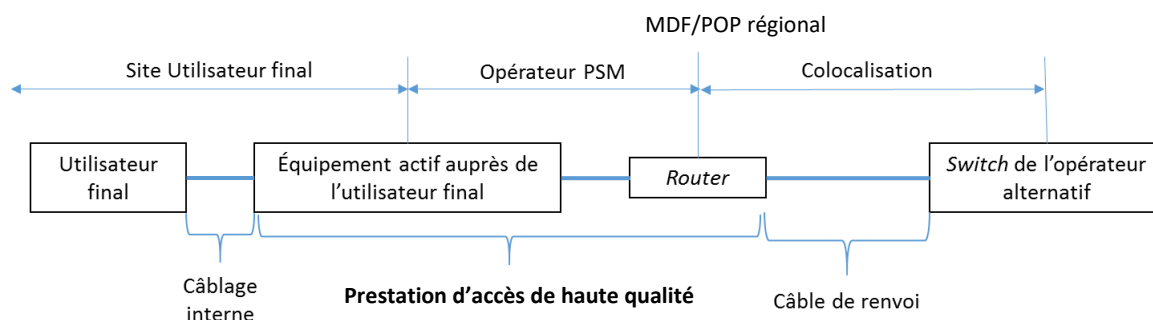 MDF/POP régional
Site Utilisateur final
Opérateur PSM
Colocalisation
Utilisateur
final
Équipement actif auprès de
l'utilisateur final
Router
Switch de l'opérateur
alternatif
Câblage
interne
Prestation d'accès de haute qualité
Câble de renvoi